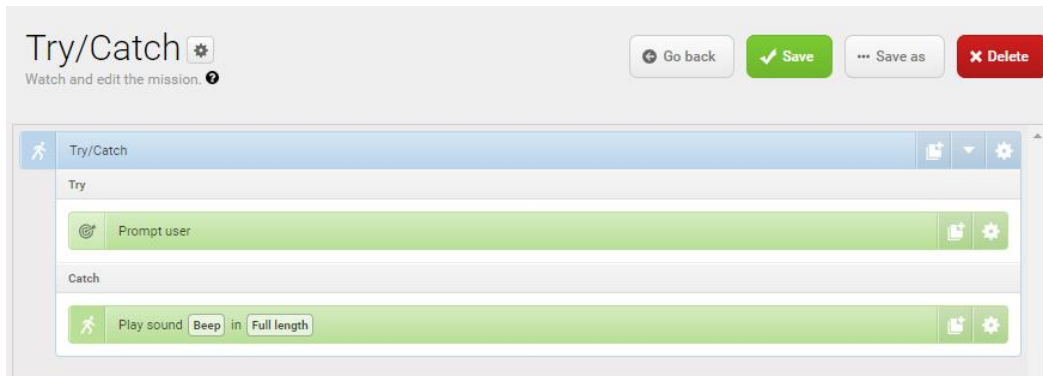 Try/Catch
Watch and edit the mission.
Go back
Save
Save as
Delete
Try/Catch
Try
Prompt user
Catch
Play sound Beep in Full length